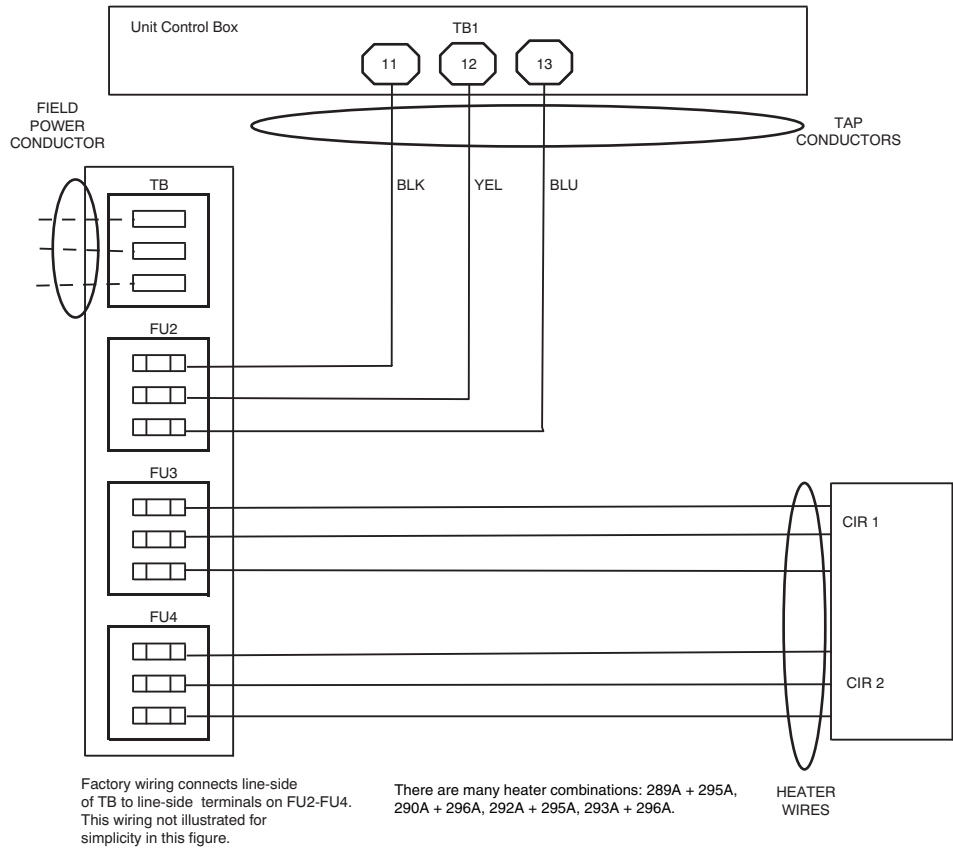 Unit Control Box
TB1
11
12
13
FIELD
POWER
CONDUCTOR
TAP
CONDUCTORS
BLK
YEL
BLU
TB
FU2
FU3
CIR 1
FU4
CIR 2
Factory wiring connects line-side
of TB to line-side terminals on FU2-FU4.
This wiring not illustrated for
simplicity in this figure.
There are many heater combinations: 289A + 295A,
290A + 296A, 292A + 295A, 293A + 296A.
HEATER
WIRES